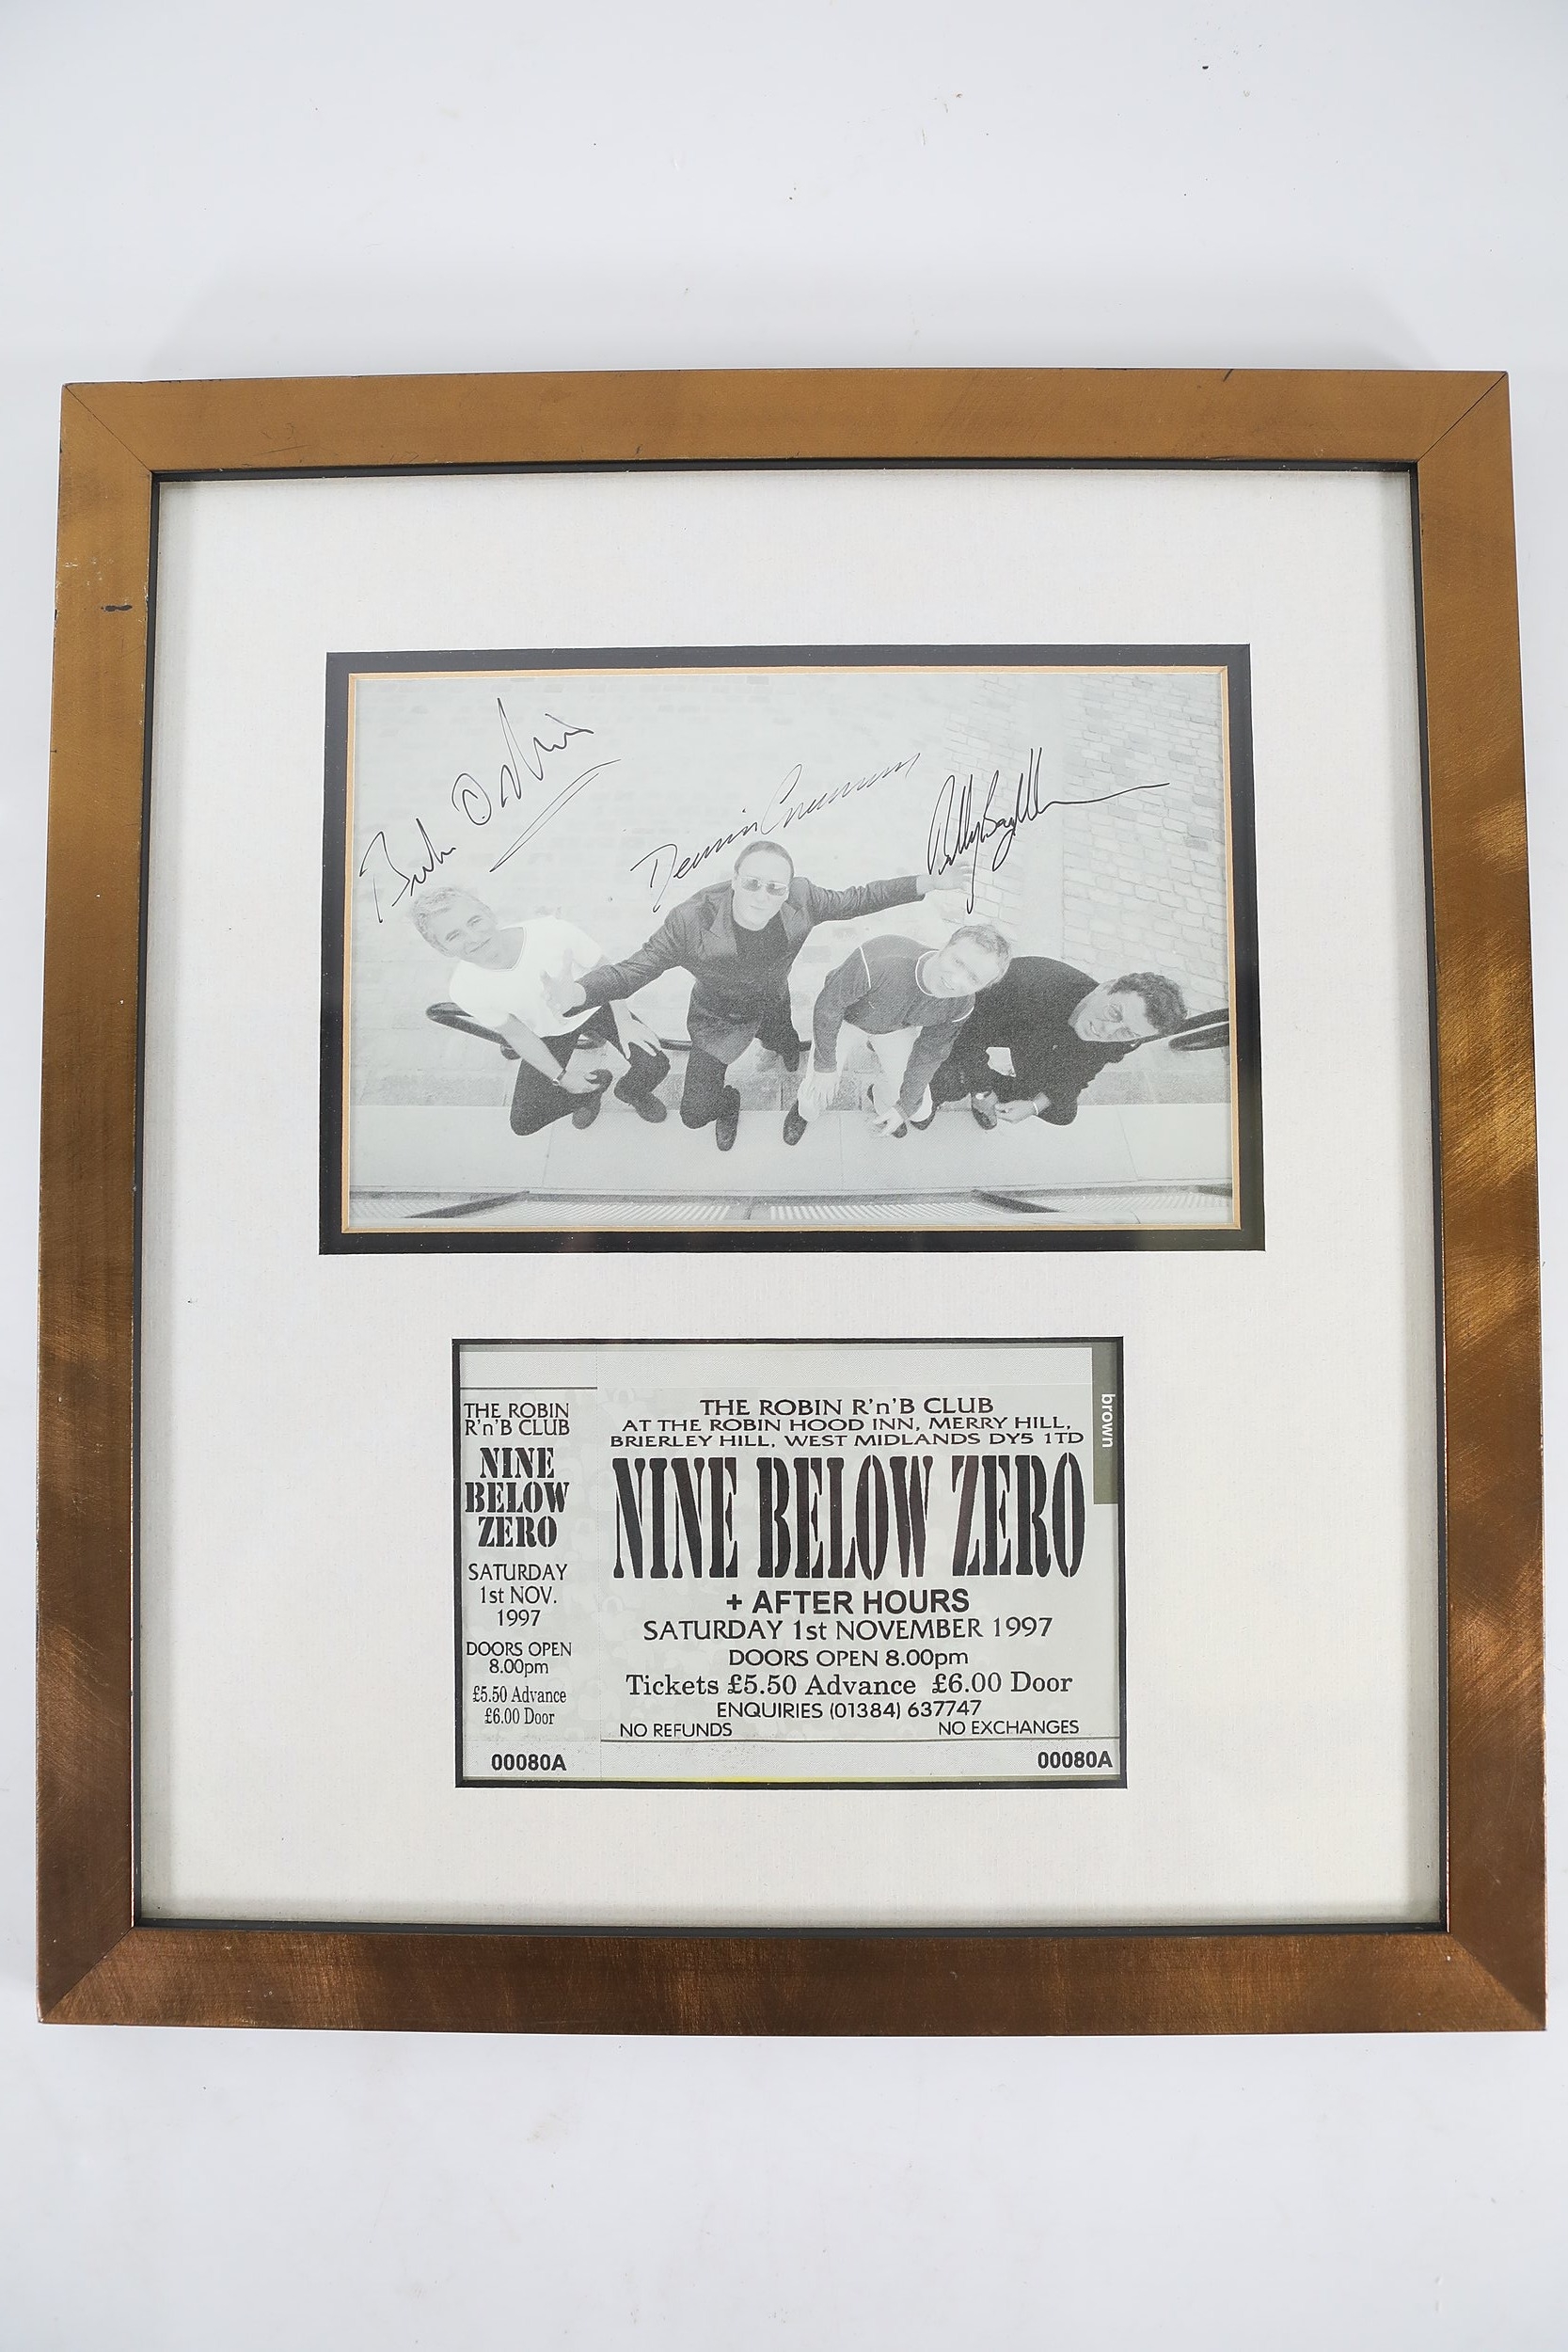 Dennis Greaves
THE ROBIN
R'n'B CLUB
NINE
BELOW
ZERO
SATURDAY
1st NOV.
1997
DOORS OPEN
8.00pm
£5.50 Advance
£6.00 Door
00080A
THE ROBIN R'n'B CLUB
AT THE ROBIN HOOD INN, MERRY HILL,
BRIERLEY HILL, WEST MIDLANDS DY5 1TD
NINE BELOW ZERO
+ AFTER HOURS
SATURDAY 1st NOVEMBER 1997
DOORS OPEN 8.00pm
Tickets £5.50 Advance £6.00 Door
ENQUIRIES (01384) 637747
NO REFUNDS NO EXCHANGES
00080A
brown